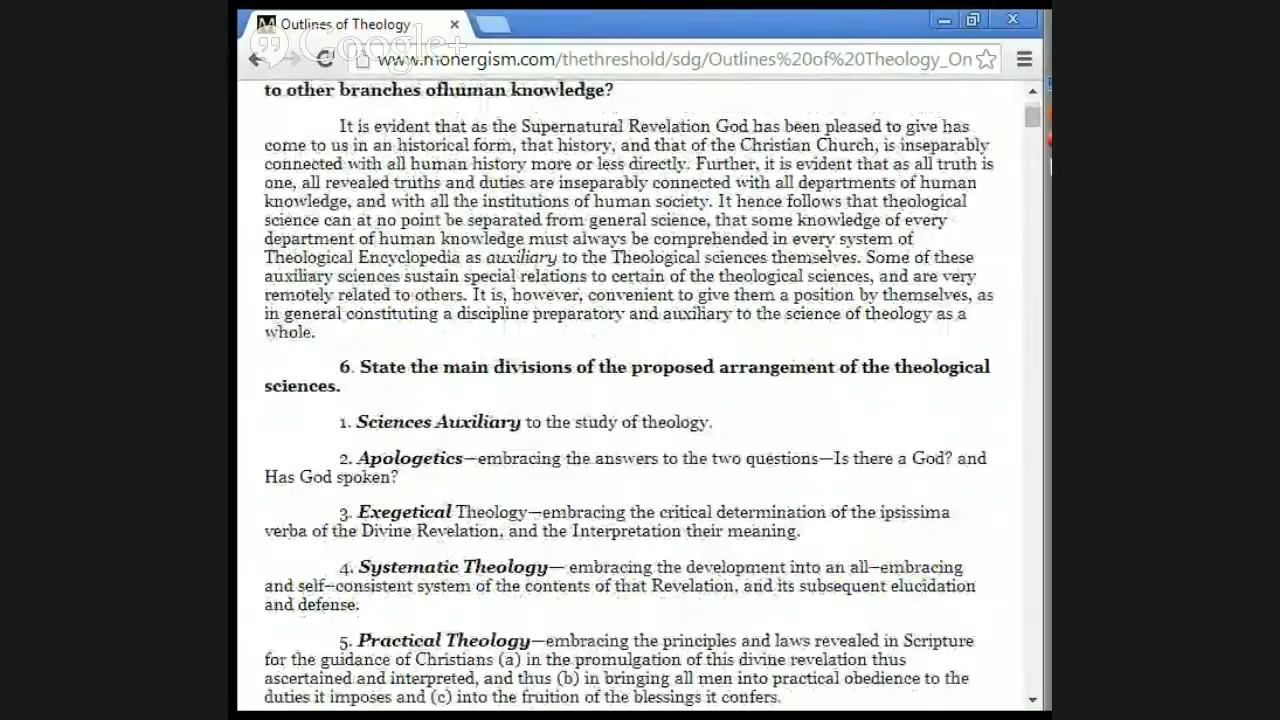 Outlines of Theology
Google+
www.monergism.com/thethreshold/sdg/Outlines%20of%20Theology_On
to other branches ofhuman knowledge?
It is evident that as the Supernatural Revelation God has been pleased to give has
come to us in an historical form, that history, and that of the Christian Church, is inseparably
connected with all human history more or less directly. Further, it is evident that as all truth is
one, all revealed truths and duties are inseparably connected with all departments of human
knowledge, and with all the institutions of human society. It hence follows that theological
science can at no point be separated from general science, that some knowledge of every
department of human knowledge must always be comprehended in every system of
Theological Encyclopedia as auxiliary to the Theological sciences themselves. Some of these
auxiliary sciences sustain special relations to certain of the theological sciences, and are very
remotely related to others. It is, however, convenient to give them a position by themselves, as
in general constituting a discipline preparatory and auxiliary to the science of theology as a
whole.
6. State the main divisions of the proposed arrangement of the theological
sciences.
1. Sciences Auxiliary to the study of theology.
2. Apologetics—embracing the answers to the two questions—Is there a God? and
Has God spoken?
3. Exegetical Theology—embracing the critical determination of the ipsissima
verba of the Divine Revelation, and the Interpretation their meaning.
4. Systematic Theology— embracing the development into an all–embracing
and self–consistent system of the contents of that Revelation, and its subsequent elucidation
and defense.
5. Practical Theology—embracing the principles and laws revealed in Scripture
for the guidance of Christians (a) in the promulgation of this divine revelation thus
ascertained and interpreted, and thus (b) in bringing all men into practical obedience to the
duties it imposes and (c) into the fruition of the blessings it confers.